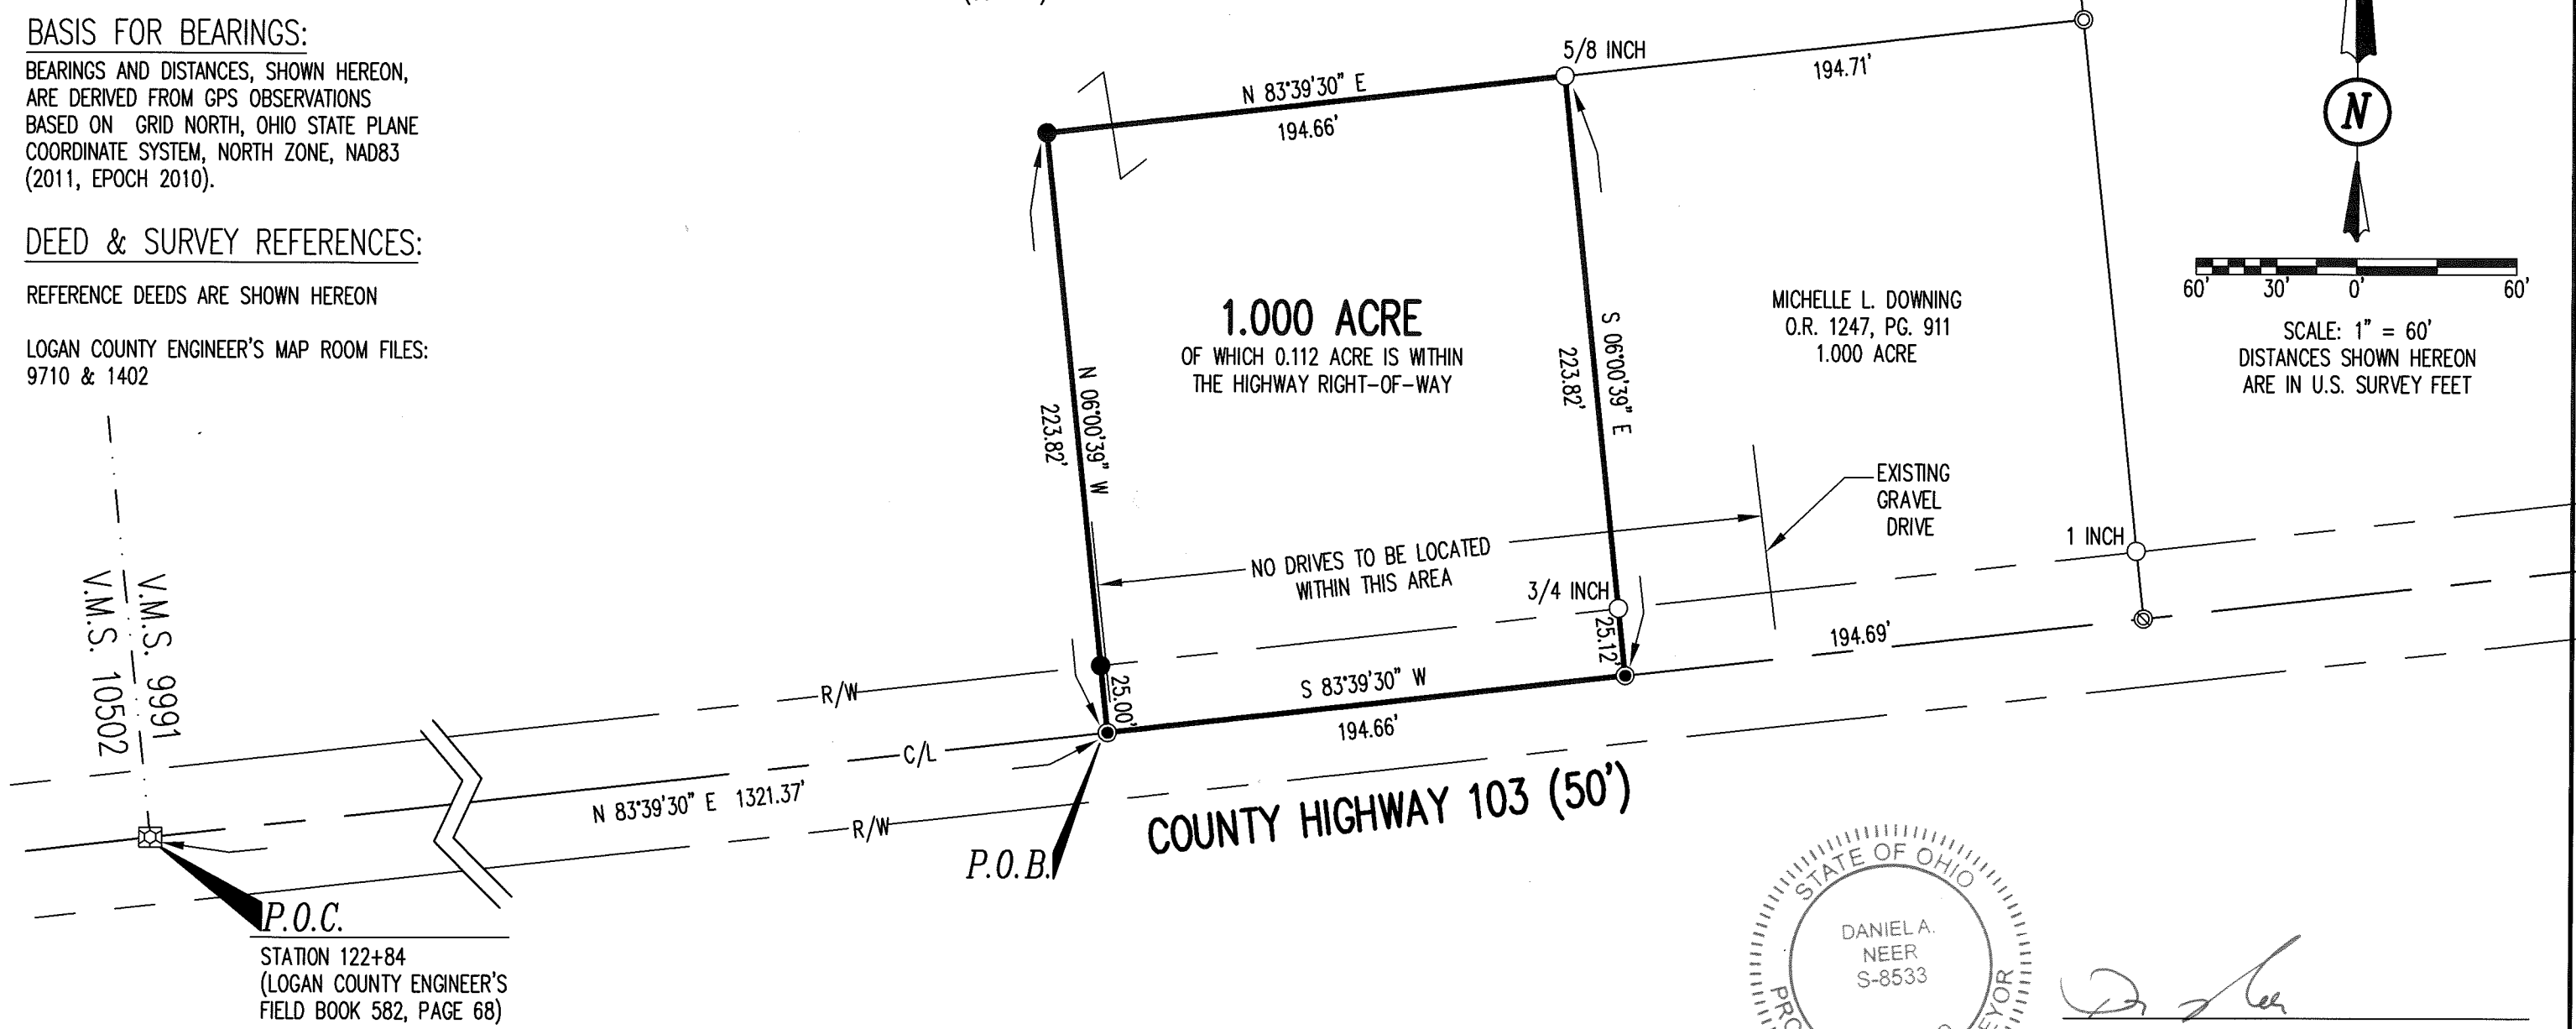 BASIS FOR BEARINGS:
BEARINGS AND DISTANCES, SHOWN HEREON,
ARE DERIVED FROM GPS OBSERVATIONS
BASED ON GRID NORTH, OHIO STATE PLANE
COORDINATE SYSTEM, NORTH ZONE, NAD83
(2011, EPOCH 2010).
DEED & SURVEY REFERENCES:
REFERENCE DEEDS ARE SHOWN HEREON
LOGAN COUNTY ENGINEER'S MAP ROOM FILES:
9710 & 1402
N 83°39'30" E
194.66'
5/8 INCH
194.71'
N
60' 30' 0' 60'
SCALE: 1" = 60'
DISTANCES SHOWN HEREON
ARE IN U.S. SURVEY FEET
1.000 ACRE
OF WHICH 0.112 ACRE IS WITHIN
THE HIGHWAY RIGHT-OF-WAY
N 06°00'39" W
223.82'
S 06°00'39" E
223.82'
MICHELLE L. DOWNING
O.R. 1247, PG. 911
1.000 ACRE
EXISTING
GRAVEL
DRIVE
NO DRIVES TO BE LOCATED
WITHIN THIS AREA
3/4 INCH
1 INCH
25.12'
25.00'
194.69'
S 83°39'30" W
194.66'
V.M.S. 9991
V.M.S. 10502
R/W
C/L
R/W
N 83°39'30" E 1321.37'
COUNTY HIGHWAY 103 (50')
P.O.B.
P.O.C.
STATION 122+84
(LOGAN COUNTY ENGINEER'S
FIELD BOOK 582, PAGE 68)
STATE OF OHIO
DANIEL A.
NEER
S-8533